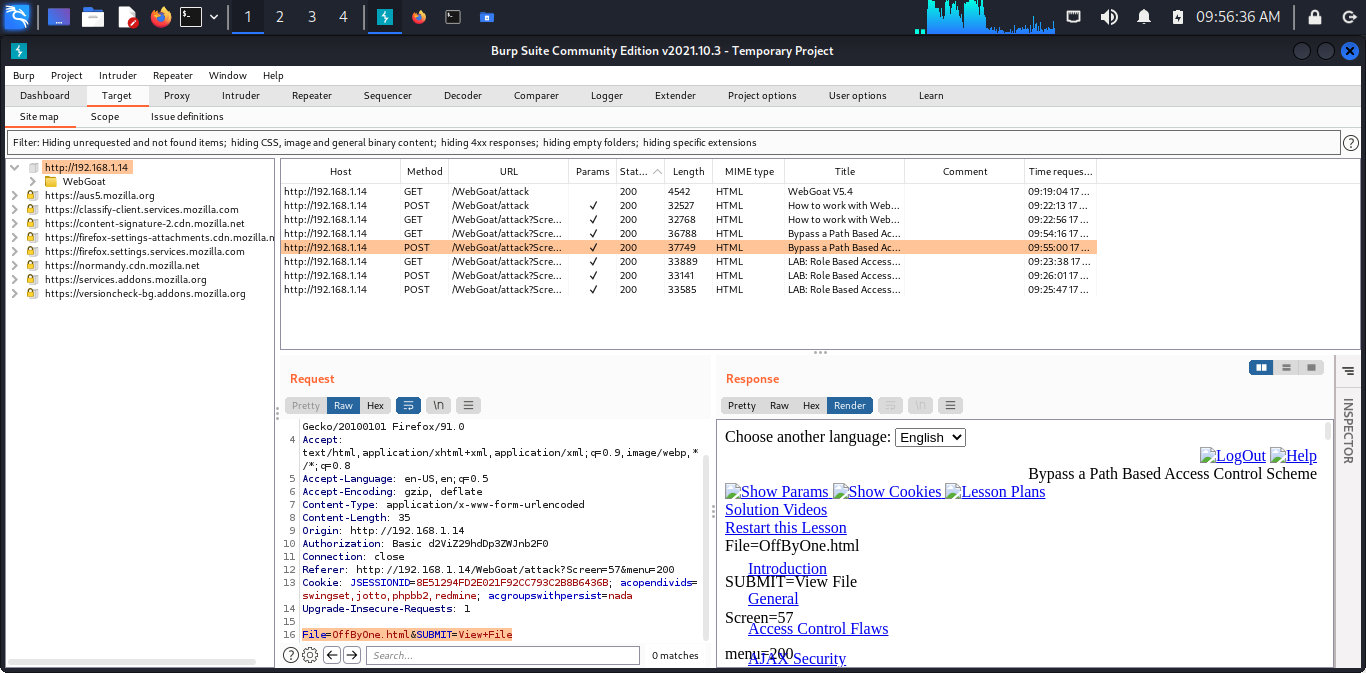 1 2 3 4 09:56:36 AM
Burp Suite Community Edition v2021.10.3 - Temporary Project
Burp Project Intruder Repeater Window Help
Dashboard Target Proxy Intruder Repeater Sequencer Decoder Comparer Logger Extender Project options User options Learn
Site map Scope Issue definitions
Filter: Hiding unrequested and not found items; hiding CSS, image and general binary content; hiding 4xx responses; hiding empty folders; hiding specific extensions
http://192.168.1.14
WebGoat
https://aus5.mozilla.org
https://classify-client.services.mozilla.com
https://content-signature-2.cdn.mozilla.net
https://firefox-settings-attachments.cdn.mozilla.n
https://firefox.settings.services.mozilla.com
https://normandy.cdn.mozilla.net
https://services.addons.mozilla.org
https://versioncheck-bg.addons.mozilla.org
Host Method URL Params Stat... Length MIME type Title Comment Time reques...
http://192.168.1.14 GET /WebGoat/attack 200 4542 HTML WebGoat V5.4 09:19:04 17 ...
http://192.168.1.14 POST /WebGoat/attack ✓ 200 32527 HTML How to work with Web... 09:22:13 17 ...
http://192.168.1.14 GET /WebGoat/attack?Scre... ✓ 200 32768 HTML How to work with Web... 09:22:56 17 ...
http://192.168.1.14 GET /WebGoat/attack?Scre... ✓ 200 36788 HTML Bypass a Path Based Ac... 09:54:16 17 ...
http://192.168.1.14 POST /WebGoat/attack?Scre... ✓ 200 37749 HTML Bypass a Path Based Ac... 09:55:00 17 ...
http://192.168.1.14 GET /WebGoat/attack?Scre... ✓ 200 33889 HTML LAB: Role Based Access... 09:23:38 17 ...
http://192.168.1.14 POST /WebGoat/attack?Scre... ✓ 200 33141 HTML LAB: Role Based Access... 09:26:01 17 ...
http://192.168.1.14 POST /WebGoat/attack?Scre... ✓ 200 33585 HTML LAB: Role Based Access... 09:25:47 17 ...
Request
Pretty Raw Hex \n
Gecko/20100101 Firefox/91.0
4 Accept:
text/html,application/xhtml+xml,application/xml;q=0.9,image/webp,*
/*;q=0.8
5 Accept-Language: en-US,en;q=0.5
6 Accept-Encoding: gzip, deflate
7 Content-Type: application/x-www-form-urlencoded
8 Content-Length: 35
9 Origin: http://192.168.1.14
10 Authorization: Basic d2ViZ29hdDp3ZWJnb2F0
11 Connection: close
12 Referer: http://192.168.1.14/WebGoat/attack?Screen=57&menu=200
13 Cookie: JSESSIONID=8E51294FD2E021F92CC793C2B8B6436B; acopendivids=
swingset,jotto,phpbb2,redmine; acgroupswithpersist=nada
14 Upgrade-Insecure-Requests: 1
15
16 File=OffByOne.html&SUBMIT=View+File
Search... 0 matches
Response
Pretty Raw Hex Render \n
Choose another language: English
LogOut Help
Bypass a Path Based Access Control Scheme
Show Params Show Cookies Lesson Plans
Solution Videos
Restart this Lesson
File=OffByOne.html
Introduction
SUBMIT=View File
General
Screen=57
Access Control Flaws
menu=200
AJAX Security
INSPECTOR